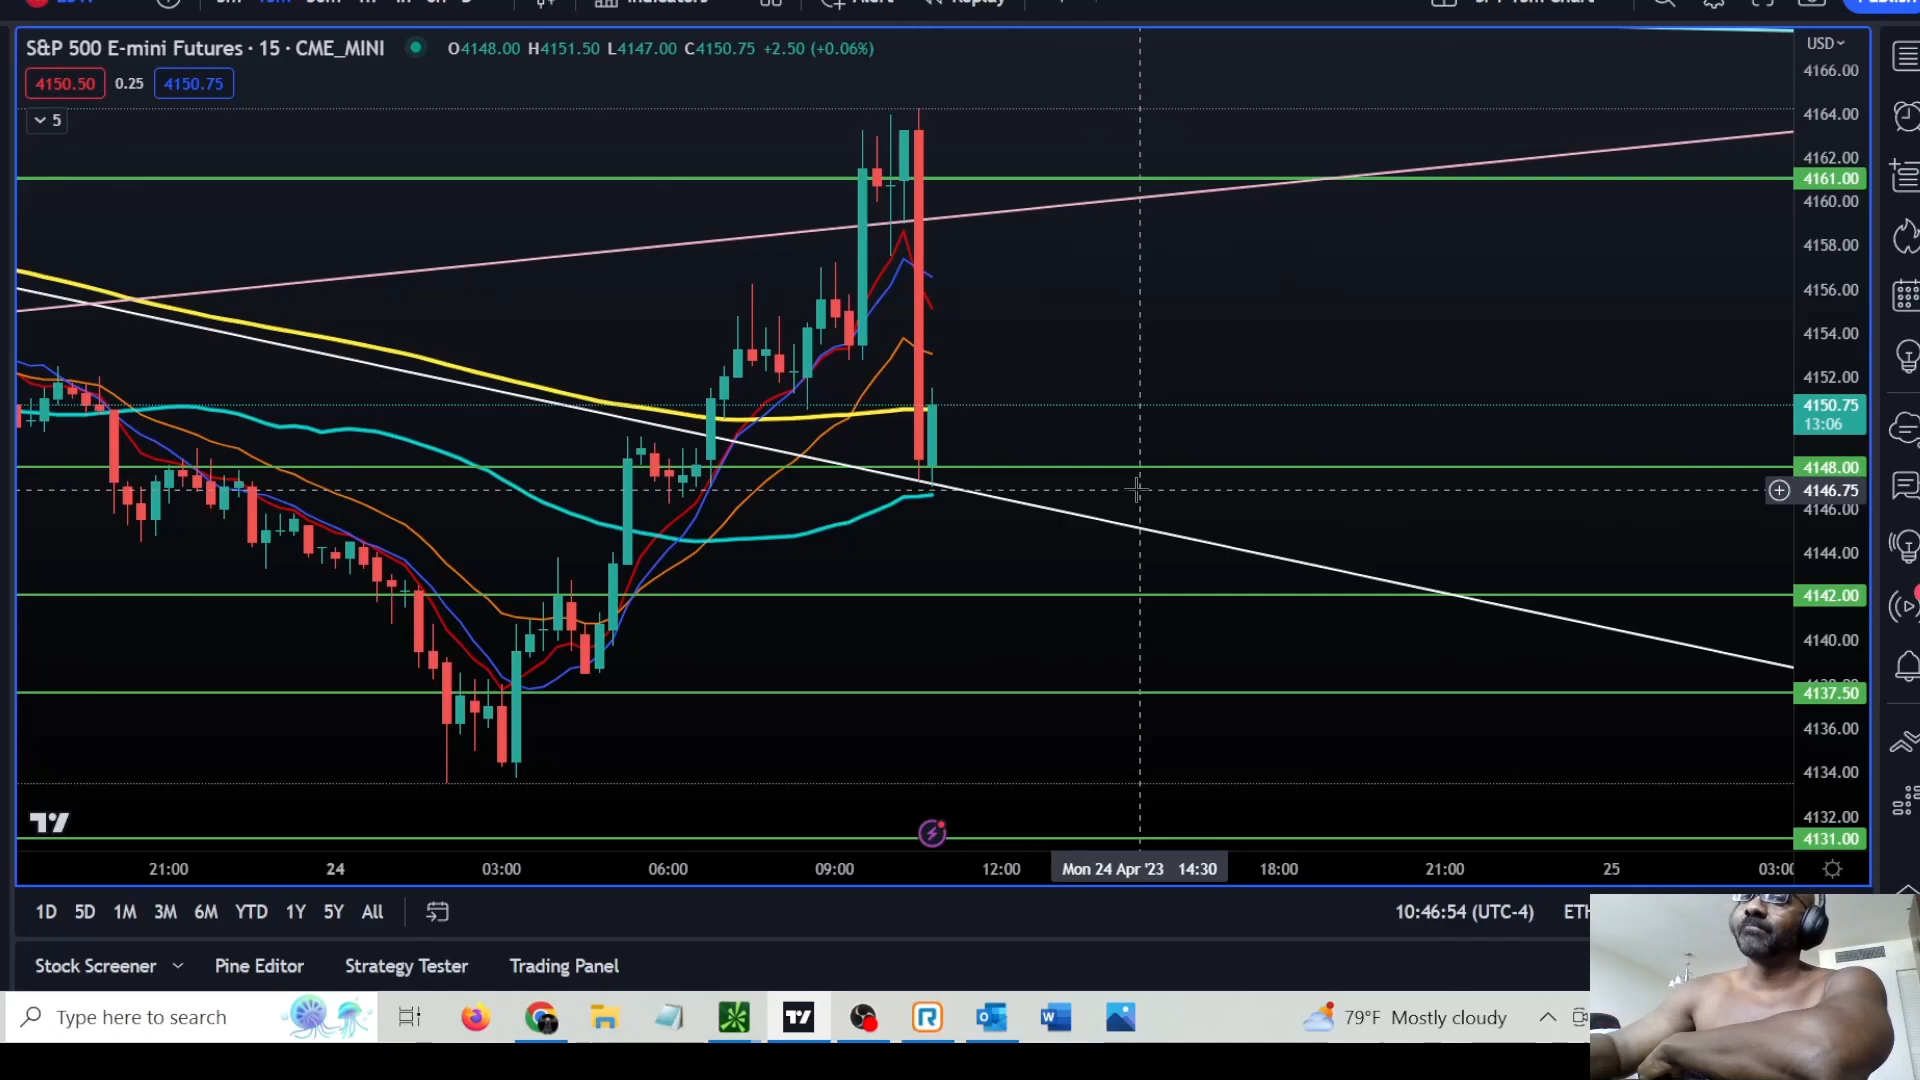 Indicators
Alert
Replay
S&P 500 E-mini Futures · 15 · CME_MINI
O4148.00 H4151.50 L4147.00 C4150.75 +2.50 (+0.06%)
USD
4150.50 0.25 4150.75
5
4166.00
4164.00
4162.00
4161.00
4160.00
4158.00
4156.00
4154.00
4152.00
4150.75
13:06
4148.00
4146.75
4146.00
4144.00
4142.00
4140.00
4137.50
4136.00
4134.00
4132.00
4131.00
21:00 24 03:00 06:00 09:00 12:00 Mon 24 Apr '23 14:30 18:00 21:00 25 03:00
1D 5D 1M 3M 6M YTD 1Y 5Y All
10:46:54 (UTC-4) ETH
Stock Screener Pine Editor Strategy Tester Trading Panel
Type here to search
79°F Mostly cloudy